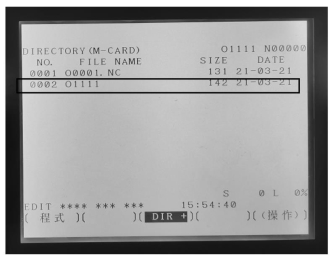 DIRECTORY (M-CARD) O1111 N00000
NO. FILE NAME SIZE DATE
0001 O0001.NC 131 21-03-21
0002 O1111 142 21-03-21
S 0 L 0%
EDIT **** *** *** 15:54:40
( 程式 )( )( DIR + )( )( (操作) )